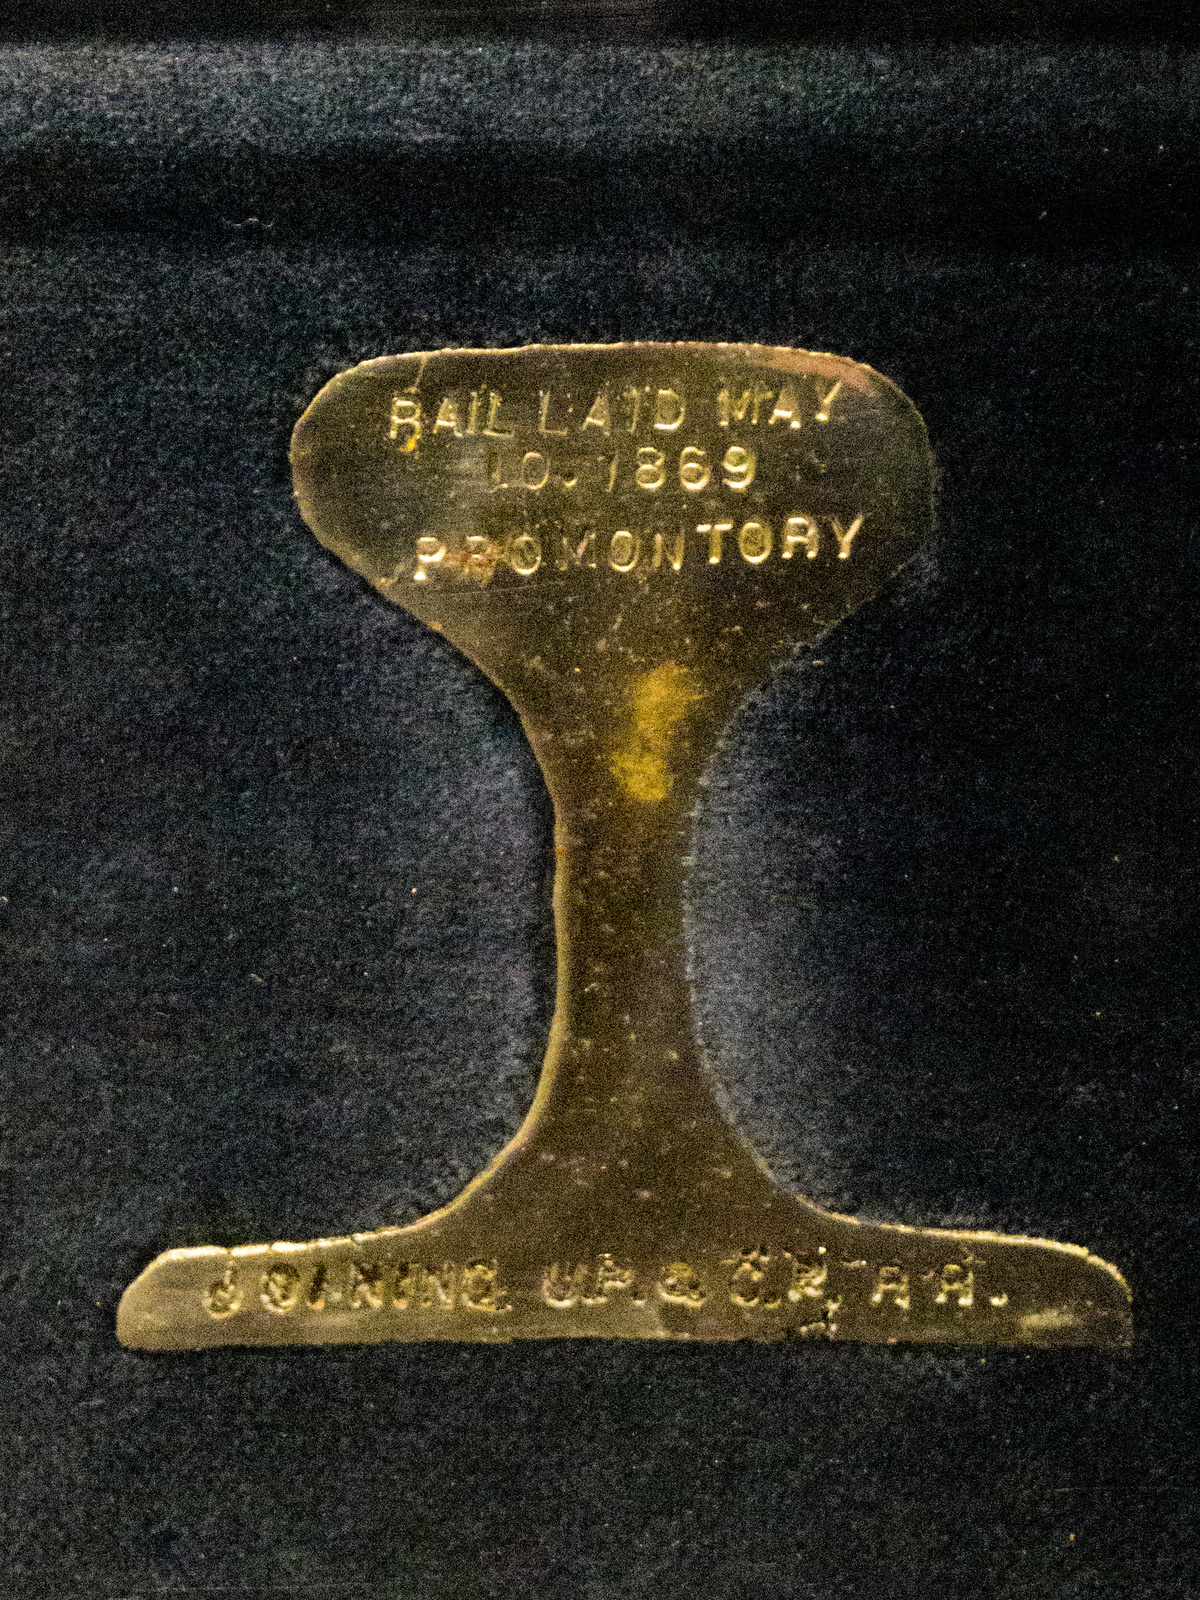 RAIL LAID MAY
10. 1869
PROMONTORY
JOINING U.P. & C.P. R R.